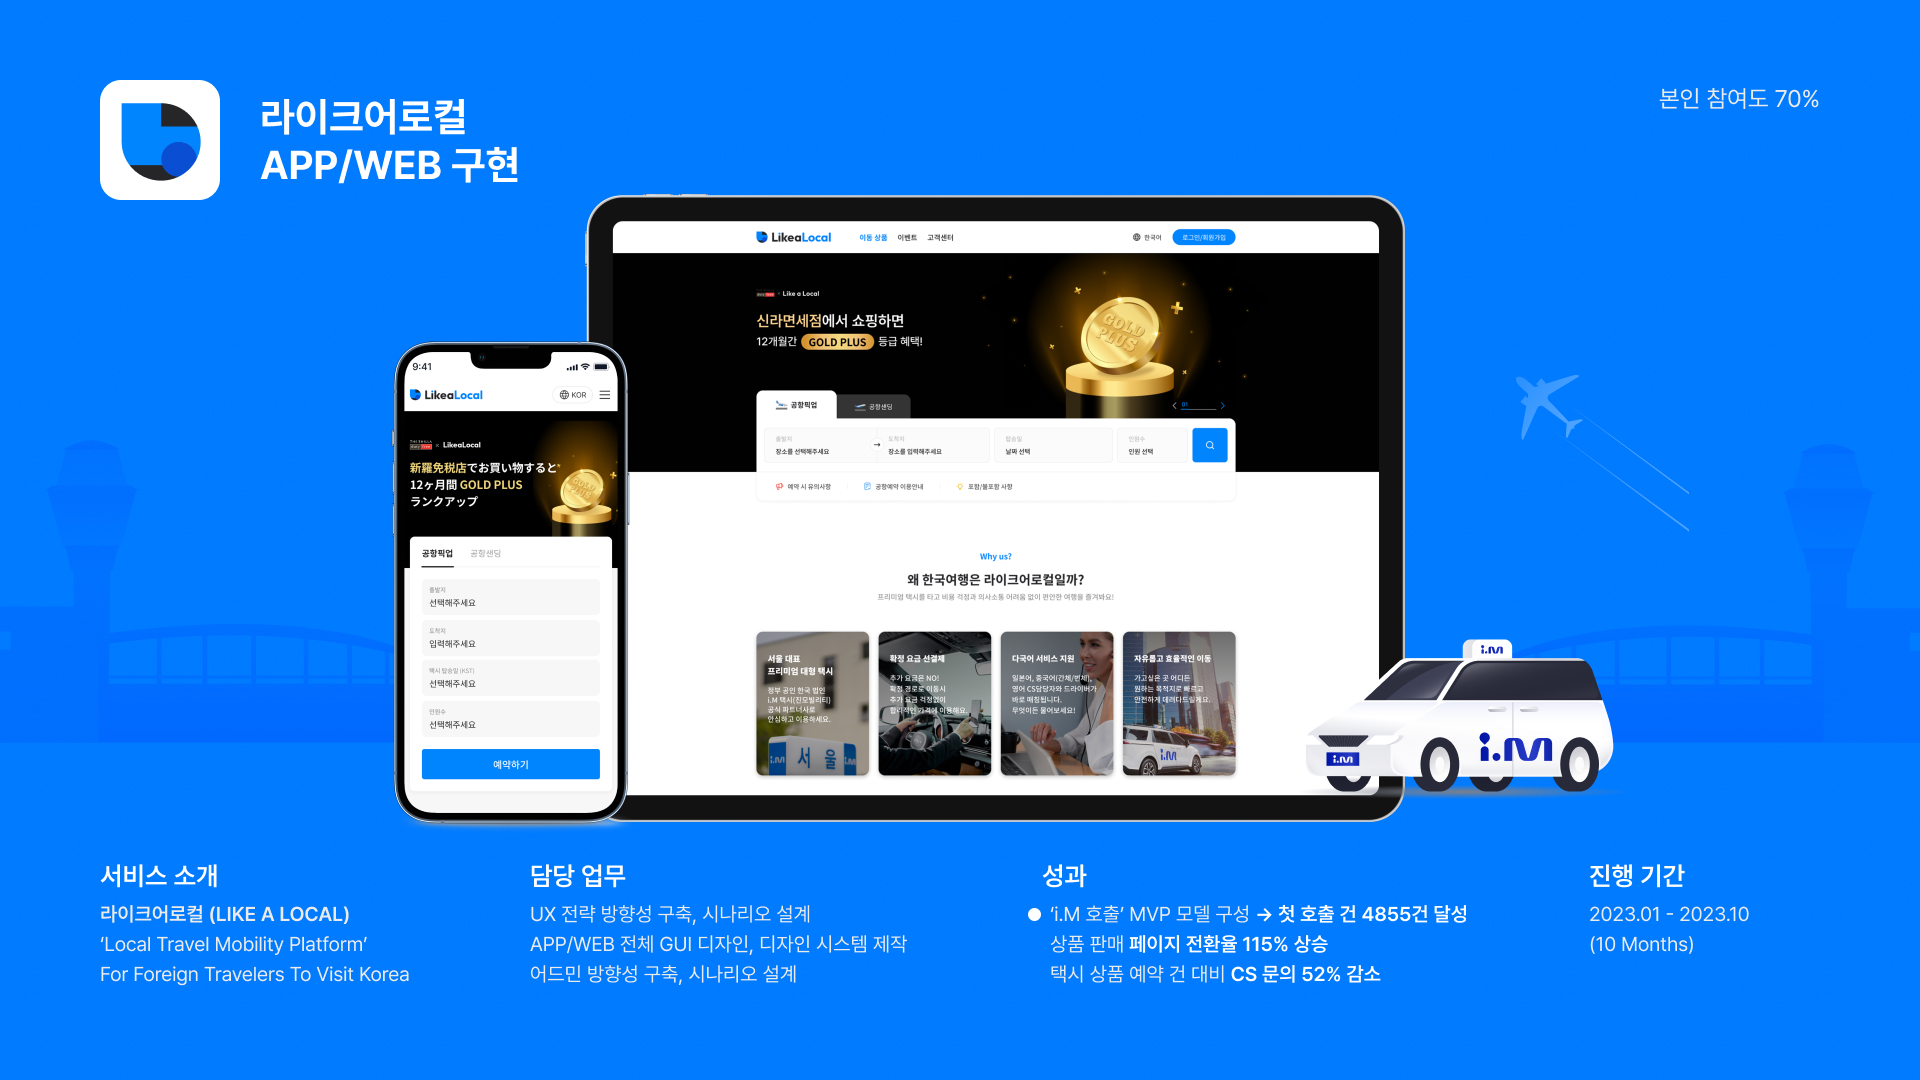 라이크어로컬
APP/WEB 구현
본인 참여도 70%
LikeaLocal
이동 상품
이벤트
고객센터
한국어
로그인/회원가입
× Like a Local
신라면세점에서 쇼핑하면
12개월간 GOLD PLUS 등급 혜택!
GOLD
PLUS
공항픽업
공항샌딩
01
출발지
장소를 선택해주세요
도착지
장소를 입력해주세요
탑승일
날짜 선택
인원수
인원 선택
예약 시 유의사항
공항예약 이용안내
포함/불포함 사항
Why us?
왜 한국여행은 라이크어로컬일까?
프리미엄 택시를 타고 비용 걱정과 의사소통 어려움 없이 편안한 여행을 즐겨봐요!
서울 대표
프리미엄 대형 택시
정부 공인 한국 법인
i.M 택시(진모빌리티)
공식 파트너사로
안심하고 이용하세요.
i.M 서울 i.M
확정 요금 선결제
추가 요금은 NO!
확정 경로로 이동시
추가 요금 걱정없이
합리적인 가격에 이용해요.
다국어 서비스 지원
일본어, 중국어(간체/번체),
영어 CS담당자와 드라이버가
바로 매칭됩니다.
무엇이든 물어보세요!
자유롭고 효율적인 이동
가고싶은 곳 어디든
원하는 목적지로 빠르고
안전하게 데려다드릴게요.
i.M
9:41
LikeaLocal
KOR
THE SHILLA
× LikeaLocal
新羅免税店でお買い物すると*
12ヶ月間 GOLD PLUS
ランクアップ
GOLD
PLUS
공항픽업
공항샌딩
출발지
선택해주세요
도착지
입력해주세요
택시 탑승일 (KST)
선택해주세요
인원수
선택해주세요
예약하기
i.M
i.M
i.M
서비스 소개
라이크어로컬 (LIKE A LOCAL)
‘Local Travel Mobility Platform’
For Foreign Travelers To Visit Korea
담당 업무
UX 전략 방향성 구축, 시나리오 설계
APP/WEB 전체 GUI 디자인, 디자인 시스템 제작
어드민 방향성 구축, 시나리오 설계
성과
‘i.M 호출’ MVP 모델 구성 → 첫 호출 건 4855건 달성
상품 판매 페이지 전환율 115% 상승
택시 상품 예약 건 대비 CS 문의 52% 감소
진행 기간
2023.01 - 2023.10
(10 Months)